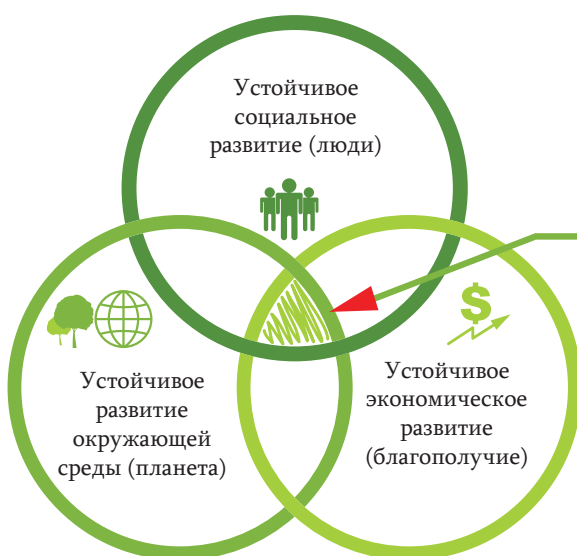 Устойчивое
социальное
развитие (люди)
$
Устойчивое
развитие
окружающей
среды (планета)
Устойчивое
экономическое
развитие
(благополучие)